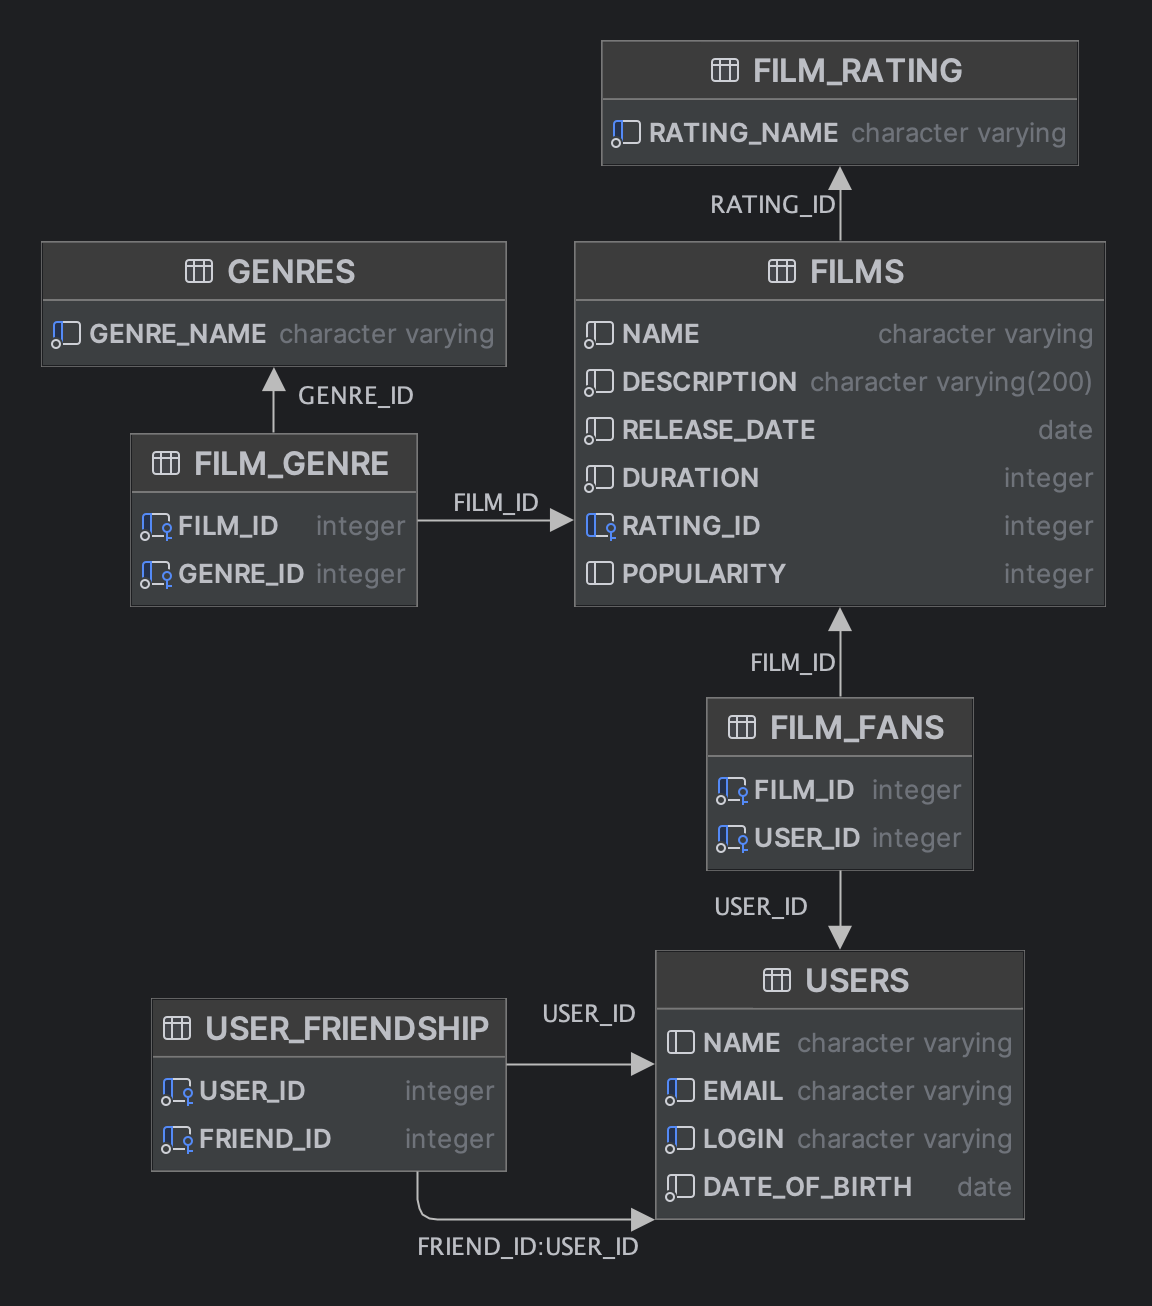 FILM_RATING
RATING_NAME character varying
RATING_ID
GENRES
GENRE_NAME character varying
GENRE_ID
FILMS
NAME character varying
DESCRIPTION character varying(200)
RELEASE_DATE date
DURATION integer
RATING_ID integer
POPULARITY integer
FILM_GENRE
FILM_ID integer
GENRE_ID integer
FILM_ID
FILM_ID
FILM_FANS
FILM_ID integer
USER_ID integer
USER_ID
USERS
NAME character varying
EMAIL character varying
LOGIN character varying
DATE_OF_BIRTH date
USER_FRIENDSHIP
USER_ID integer
FRIEND_ID integer
USER_ID
FRIEND_ID:USER_ID